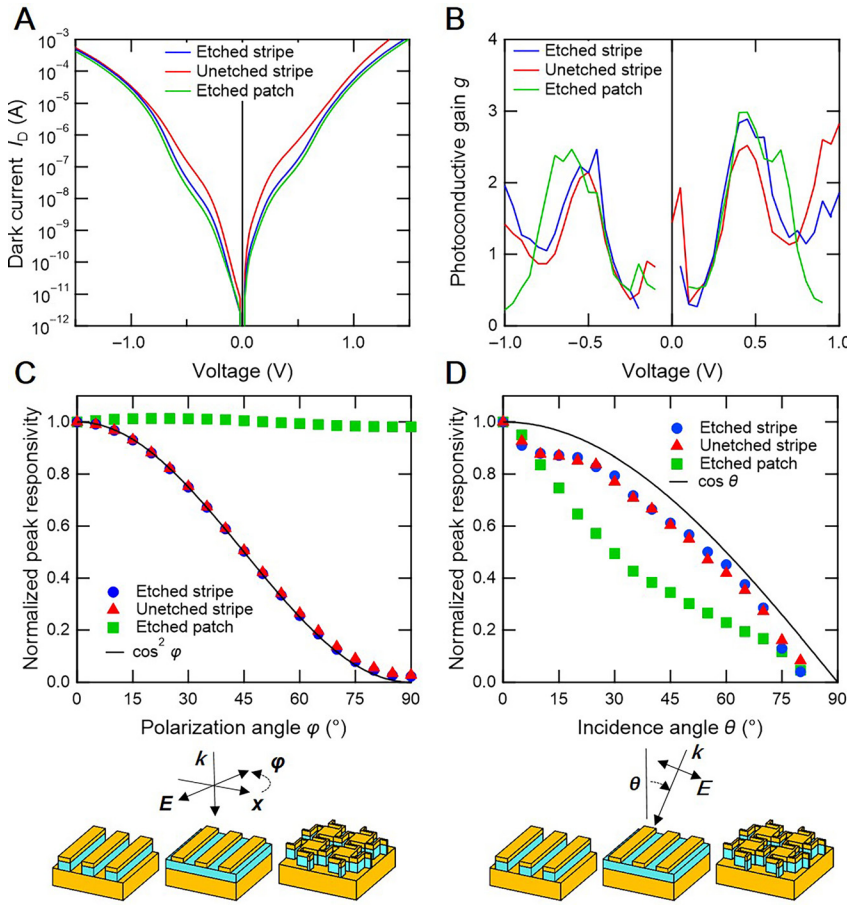 A
10⁻³
10⁻⁴
10⁻⁵
10⁻⁶
10⁻⁷
10⁻⁸
10⁻⁹
10⁻¹⁰
10⁻¹¹
10⁻¹²
Dark current I_D (A)
Etched stripe
Unetched stripe
Etched patch
−1.0 0.0 1.0
Voltage (V)
B
4
3
2
1
0
Photoconductive gain g
Etched stripe
Unetched stripe
Etched patch
−1.0 −0.5 0.0 0.5 1.0
Voltage (V)
C
1.0
0.8
0.6
0.4
0.2
0.0
Normalized peak responsivity
Etched stripe
Unetched stripe
Etched patch
cos² φ
0 15 30 45 60 75 90
Polarization angle φ (°)
k
φ
E
x
D
1.0
0.8
0.6
0.4
0.2
0.0
Normalized peak responsivity
Etched stripe
Unetched stripe
Etched patch
cos θ
0 15 30 45 60 75 90
Incidence angle θ (°)
k
θ
E